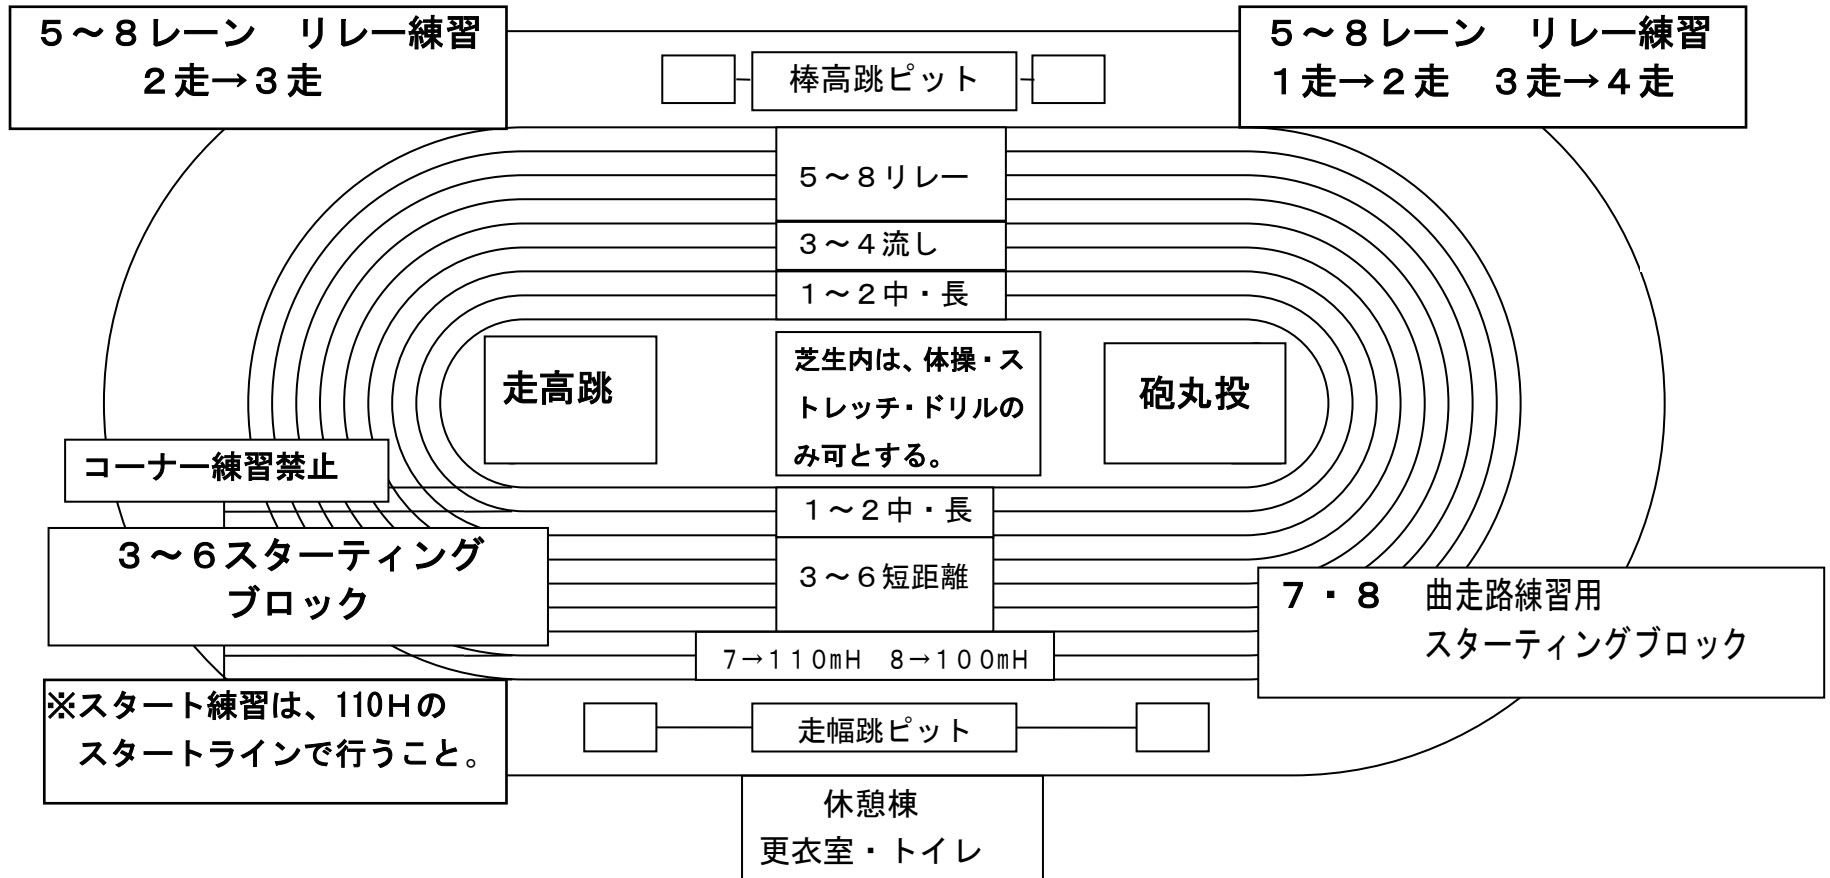 5~8レーン リレー練習
2走→3走
5~8レーン リレー練習
1走→2走 3走→4走
棒高跳ピット
5~8リレー
3~4流し
1~2中・長
走高跳
芝生内は、体操・ス
トレッチ・ドリルの
み可とする。
砲丸投
コーナー練習禁止
1~2中・長
3~6スターティング
ブロック
3~6短距離
7・8 曲走路練習用
スターティングブロック
7→110mH 8→100mH
※スタート練習は、110Hの
スタートラインで行うこと。
走幅跳ピット
休憩棟
更衣室・トイレ